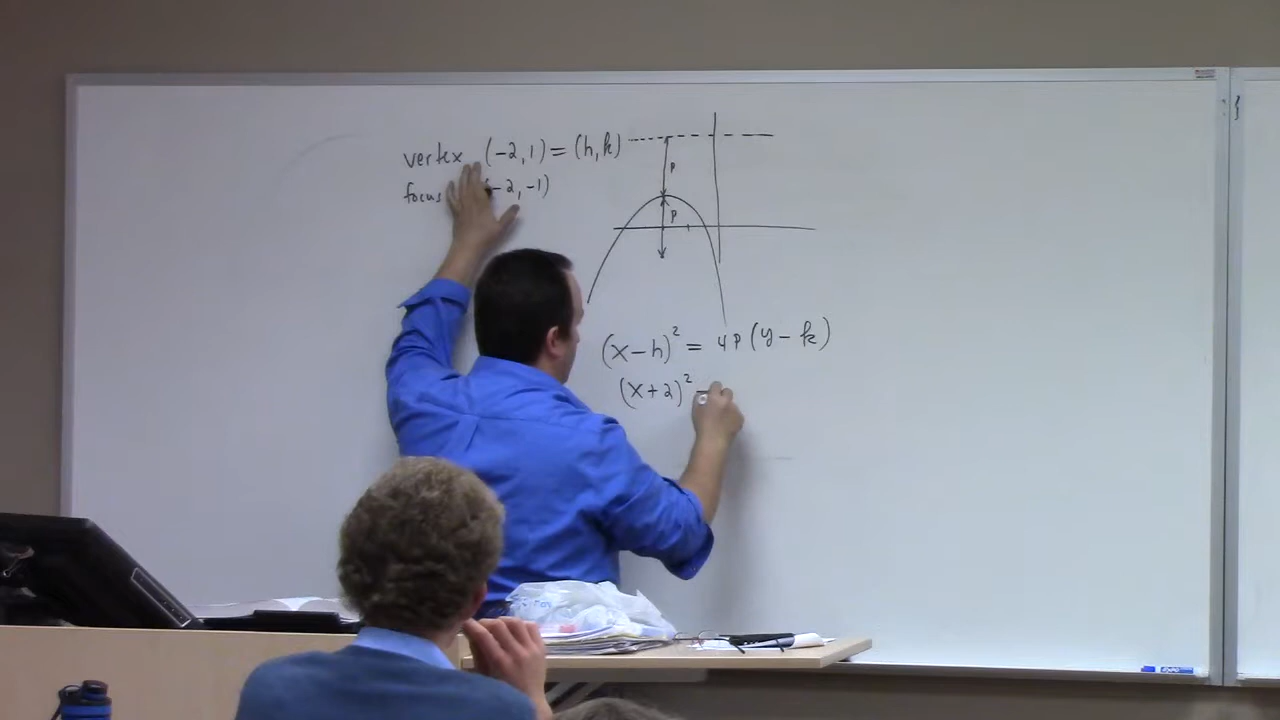 vertex (-2,1) = (h,k)
focus (-2,-1)
P
P
(x-h)² = 4P(y-k)
(x+2)² =